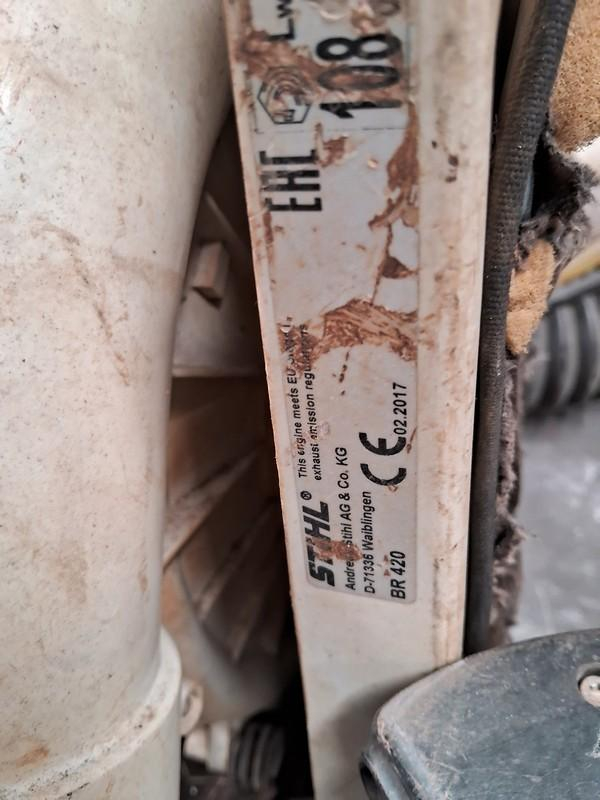 STIHL®
This engine meets EU
exhaust emission regulations
Andreas Stihl AG & Co. KG
D-71336 Waiblingen
BR 420
CE
02.2017
EHC
108